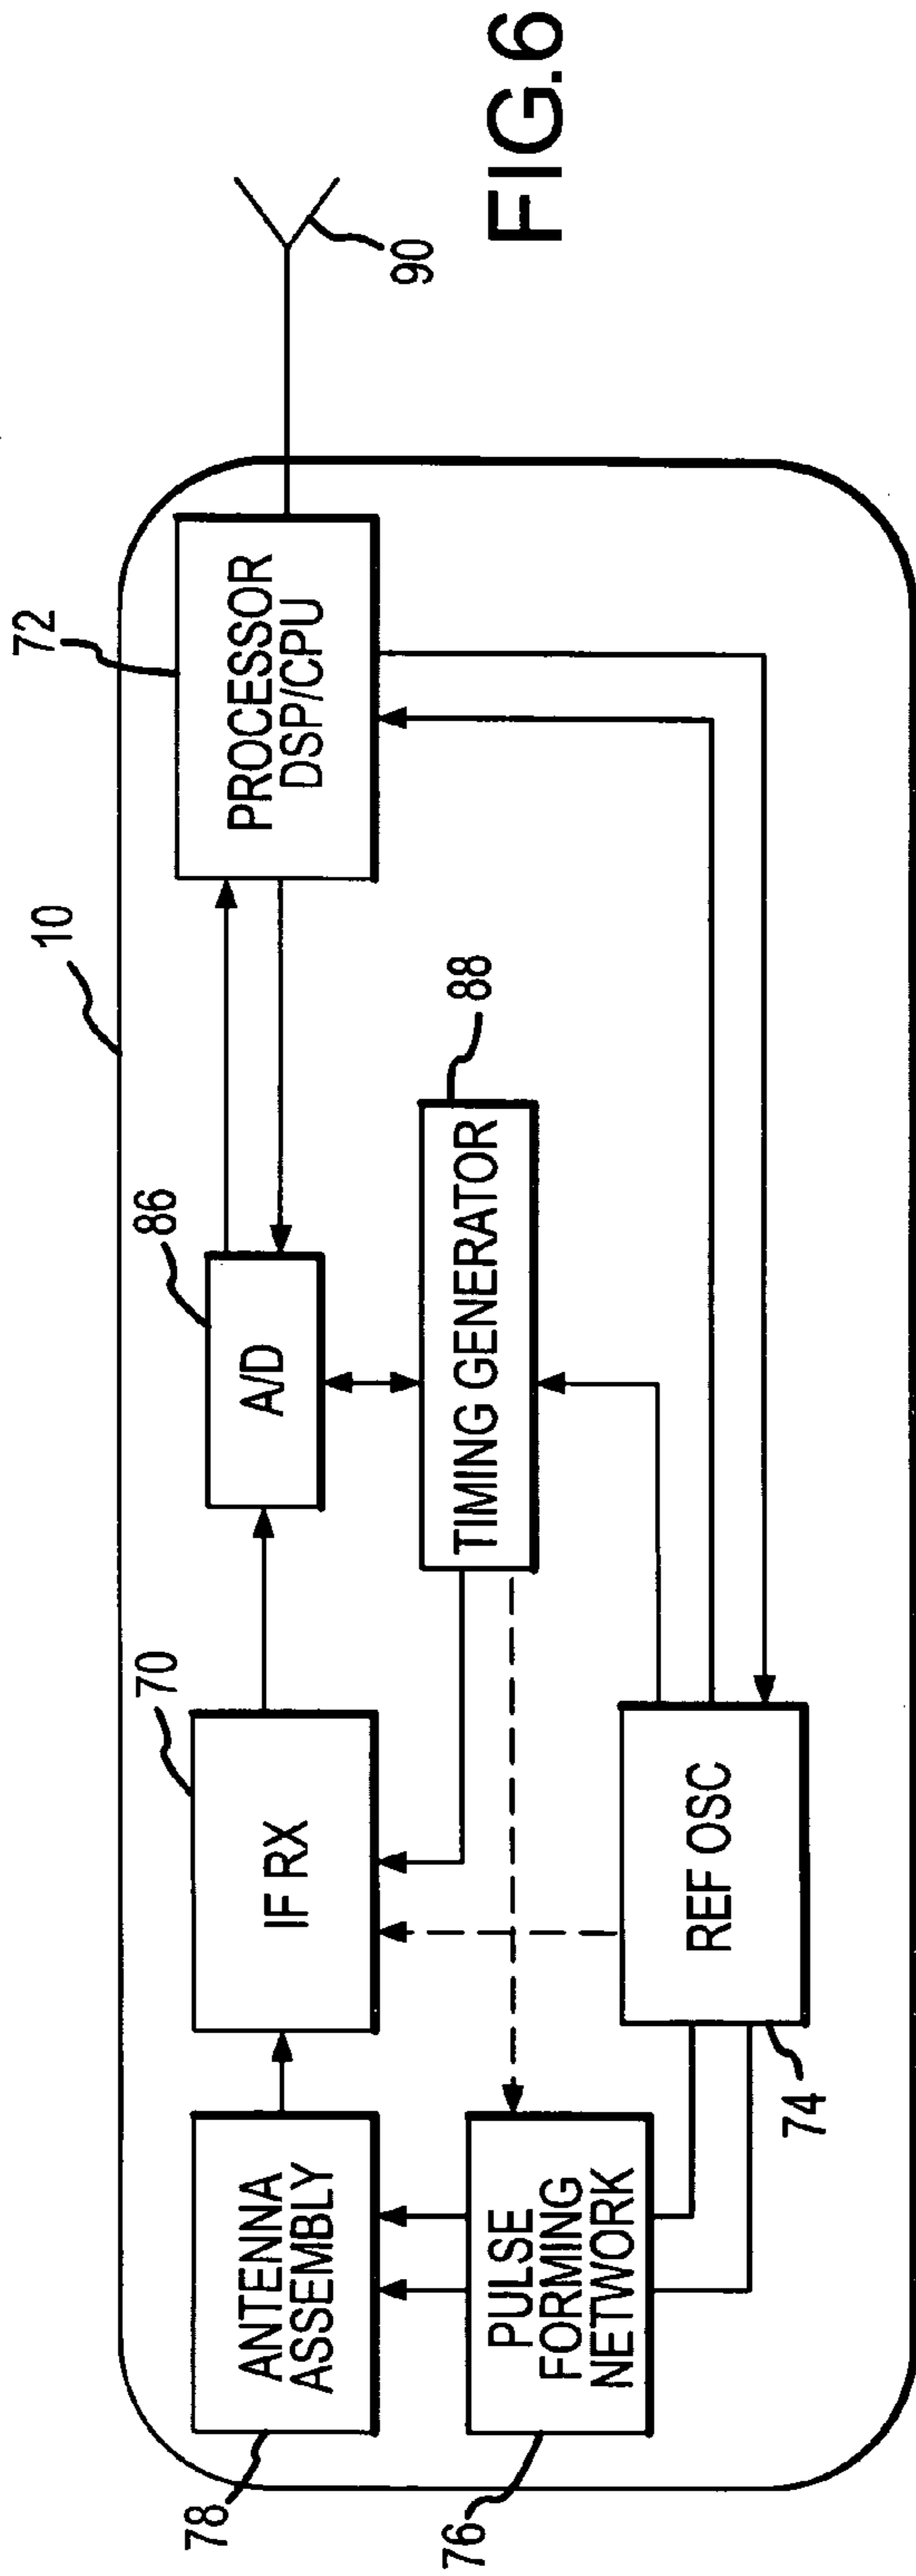 10
72
86
70
78
ANTENNA
ASSEMBLY
IF RX
A/D
PROCESSOR
DSP/CPU
90
88
TIMING GENERATOR
76
PULSE
FORMING
NETWORK
REF OSC
74
FIG.6